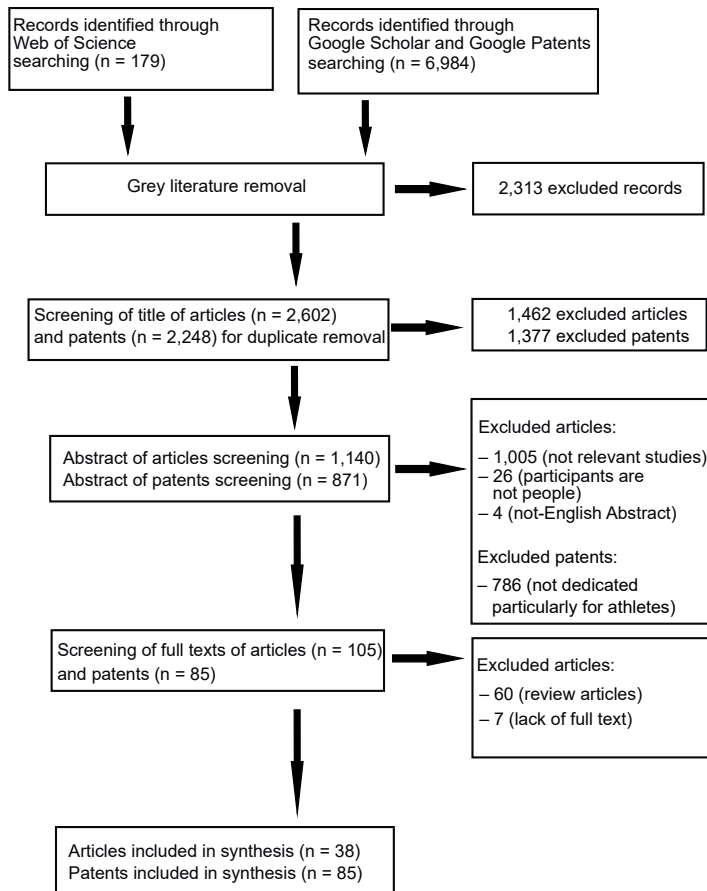 Records identified through
Web of Science
searching (n = 179)
Records identified through
Google Scholar and Google Patents
searching (n = 6,984)
Grey literature removal
2,313 excluded records
Screening of title of articles (n = 2,602)
and patents (n = 2,248) for duplicate removal
1,462 excluded articles
1,377 excluded patents
Abstract of articles screening (n = 1,140)
Abstract of patents screening (n = 871)
Excluded articles:
– 1,005 (not relevant studies)
– 26 (participants are
not people)
– 4 (not-English Abstract)
Excluded patents:
– 786 (not dedicated
particularly for athletes)
Screening of full texts of articles (n = 105)
and patents (n = 85)
Excluded articles:
– 60 (review articles)
– 7 (lack of full text)
Articles included in synthesis (n = 38)
Patents included in synthesis (n = 85)